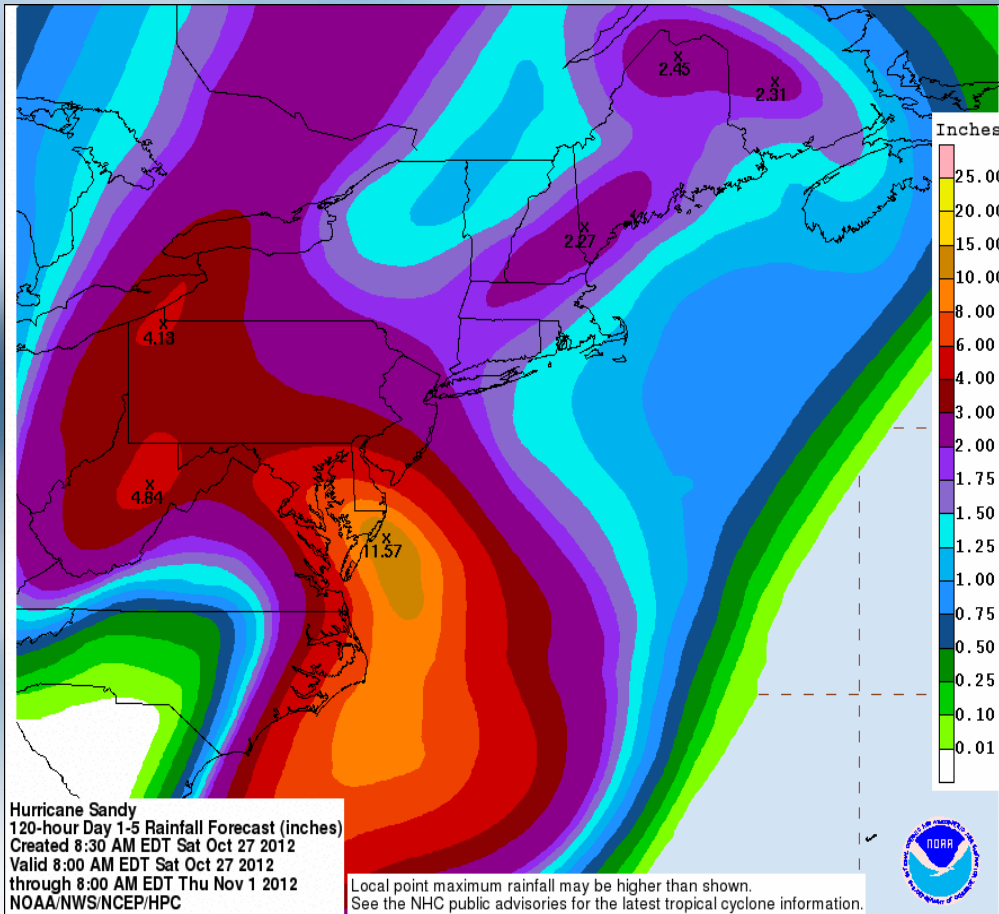 2.45
2.31
Inches
25.00
20.00
15.00
10.00
8.00
6.00
4.00
3.00
2.00
1.75
1.50
1.25
1.00
0.75
0.50
0.25
0.10
0.01
2.27
4.13
4.84
11.57
Hurricane Sandy
120-hour Day 1-5 Rainfall Forecast (inches)
Created 8:30 AM EDT Sat Oct 27 2012
Valid 8:00 AM EDT Sat Oct 27 2012
through 8:00 AM EDT Thu Nov 1 2012
NOAA/NWS/NCEP/HPC
Local point maximum rainfall may be higher than shown.
See the NHC public advisories for the latest tropical cyclone information.
NOAA